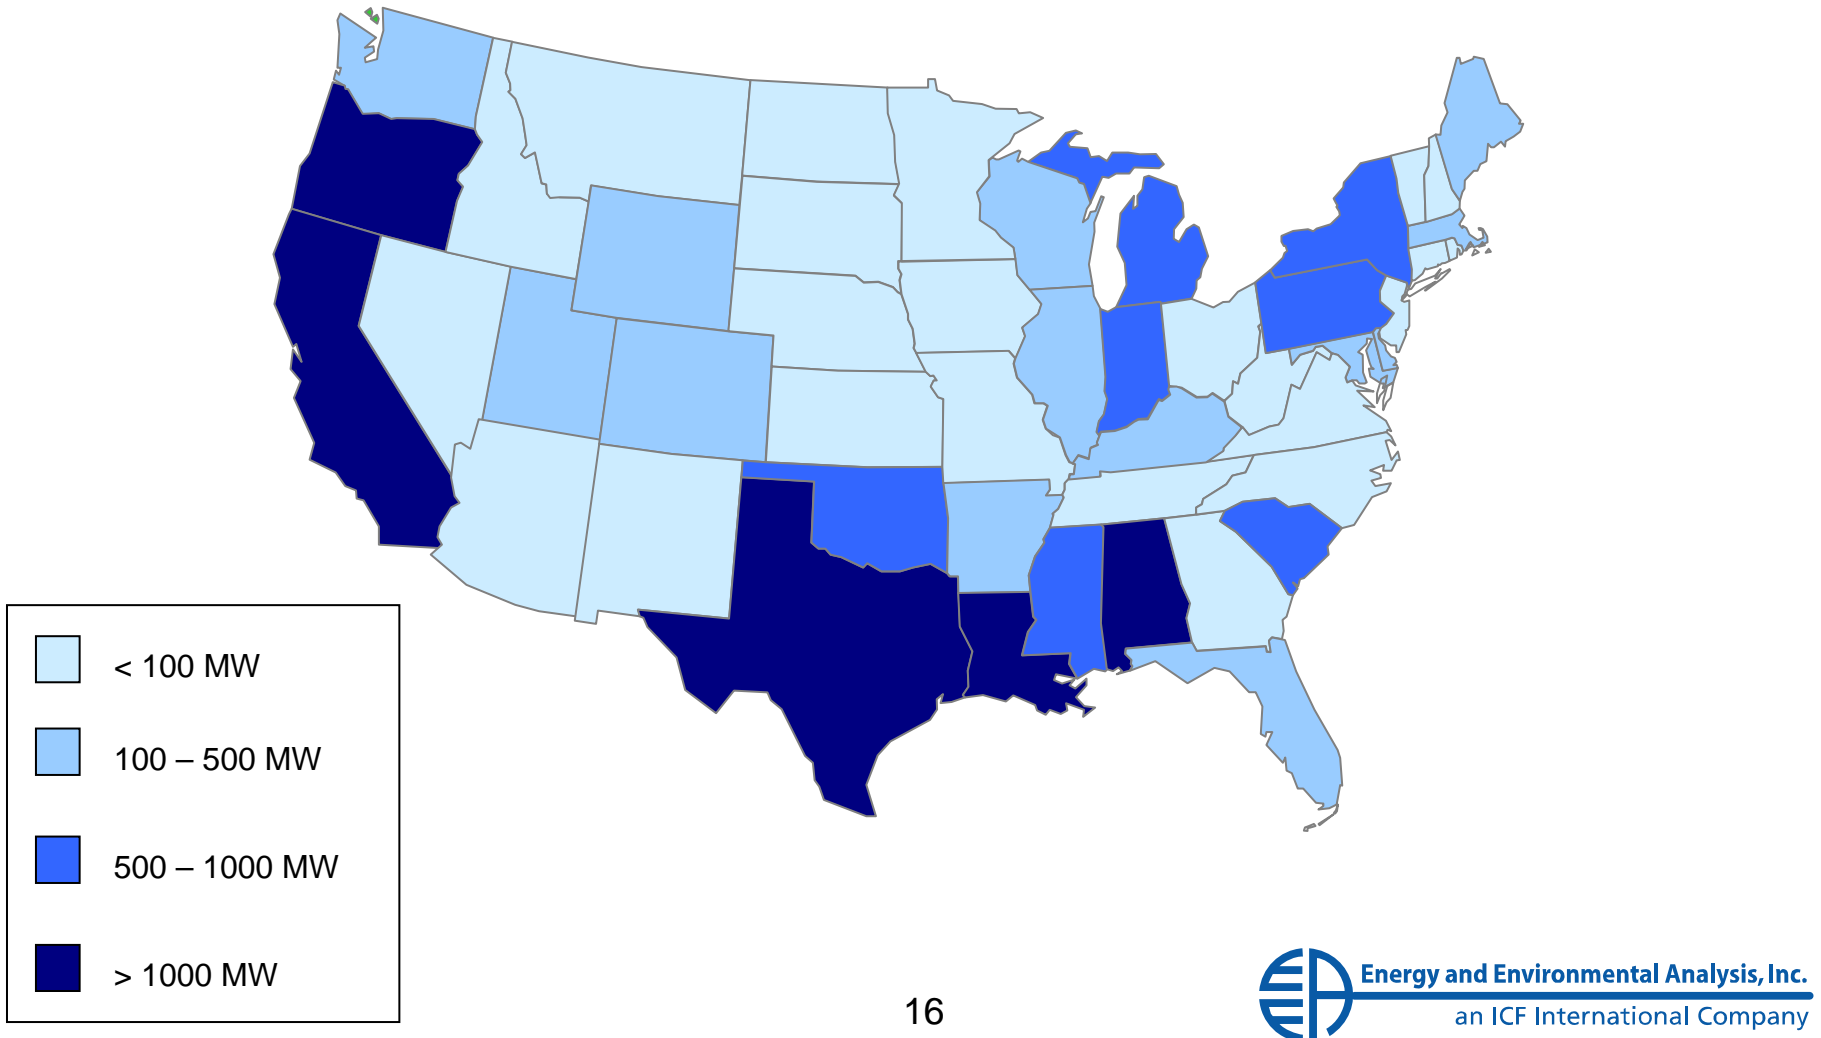 < 100 MW
100 – 500 MW
500 – 1000 MW
> 1000 MW
16
Energy and Environmental Analysis, Inc.
an ICF International Company